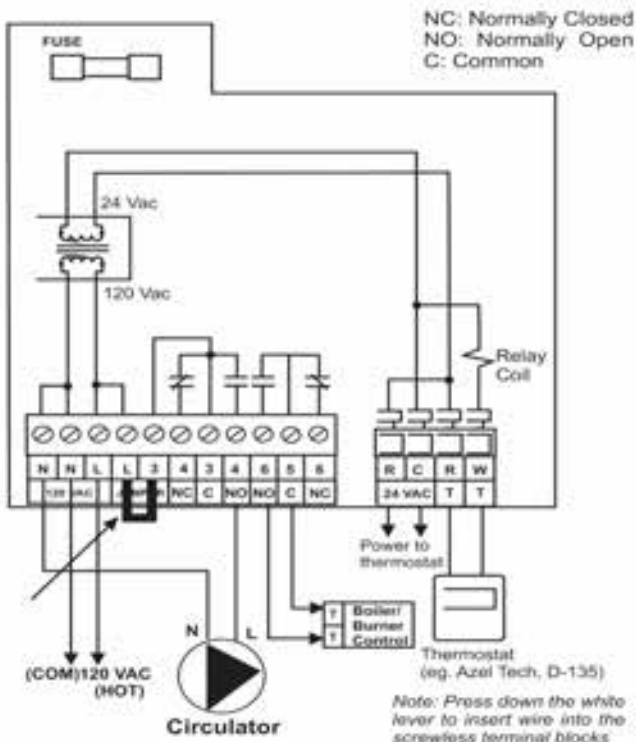 NC: Normally Closed
NO: Normally Open
C: Common
FUSE
24 Vac
120 Vac
Relay
Coil
N N L L 3 4 3 4 6 5 6
120 VAC NC C NO NO C NC
R C R W
24 VAC T T
Power to
thermostat
N L
T Boiler/
Burner
T Control
(COM)120 VAC
(HOT)
Circulator
Thermostat
(eg. Azel Tech. D-135)
Note: Press down the white
lever to insert wire into the
screwless terminal blocks